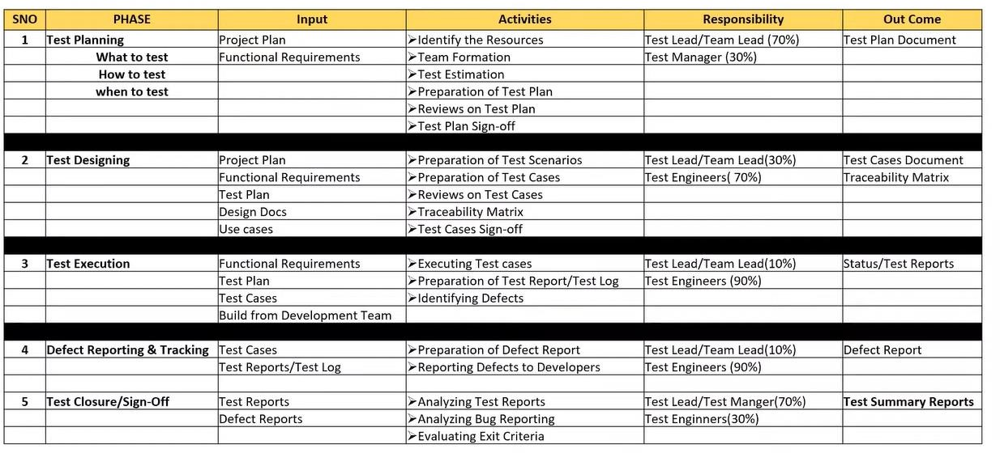 SNO PHASE Input Activities Responsibility Out Come
1 Test Planning Project Plan ➢Identify the Resources Test Lead/Team Lead (70%) Test Plan Document
What to test Functional Requirements ➢Team Formation Test Manager (30%)
How to test ➢Test Estimation
when to test ➢Preparation of Test Plan
➢Reviews on Test Plan
➢Test Plan Sign-off
2 Test Designing Project Plan ➢Preparation of Test Scenarios Test Lead/Team Lead(30%) Test Cases Document
Functional Requirements ➢Preparation of Test Cases Test Engineers( 70%) Traceability Matrix
Test Plan ➢Reviews on Test Cases
Design Docs ➢Traceability Matrix
Use cases ➢Test Cases Sign-off
3 Test Execution Functional Requirements ➢Executing Test cases Test Lead/Team Lead(10%) Status/Test Reports
Test Plan ➢Preparation of Test Report/Test Log Test Engineers (90%)
Test Cases ➢Identifying Defects
Build from Development Team
4 Defect Reporting & Tracking Test Cases ➢Preparation of Defect Report Test Lead/Team Lead(10%) Defect Report
Test Reports/Test Log ➢Reporting Defects to Developers Test Engineers (90%)
5 Test Closure/Sign-Off Test Reports ➢Analyzing Test Reports Test Lead/Test Manger(70%) Test Summary Reports
Defect Reports ➢Analyzing Bug Reporting Test Enginners(30%)
➢Evaluating Exit Criteria